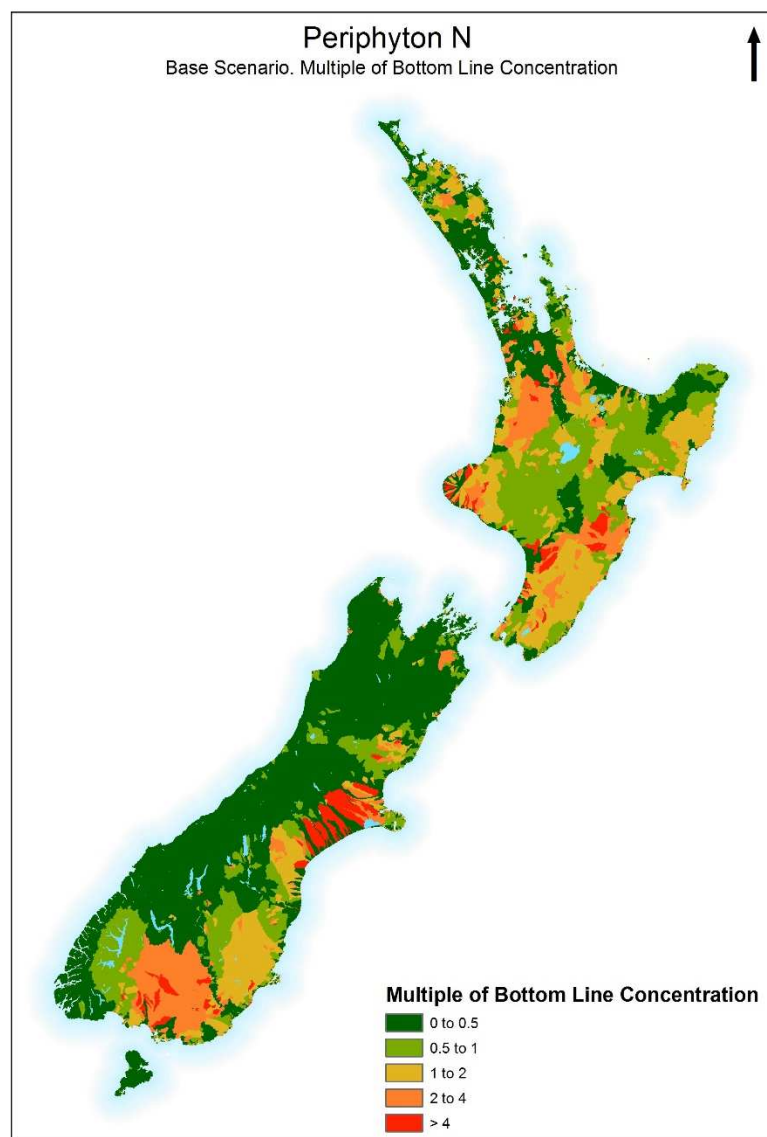 Periphyton N
Base Scenario. Multiple of Bottom Line Concentration
Multiple of Bottom Line Concentration
0 to 0.5
0.5 to 1
1 to 2
2 to 4
> 4